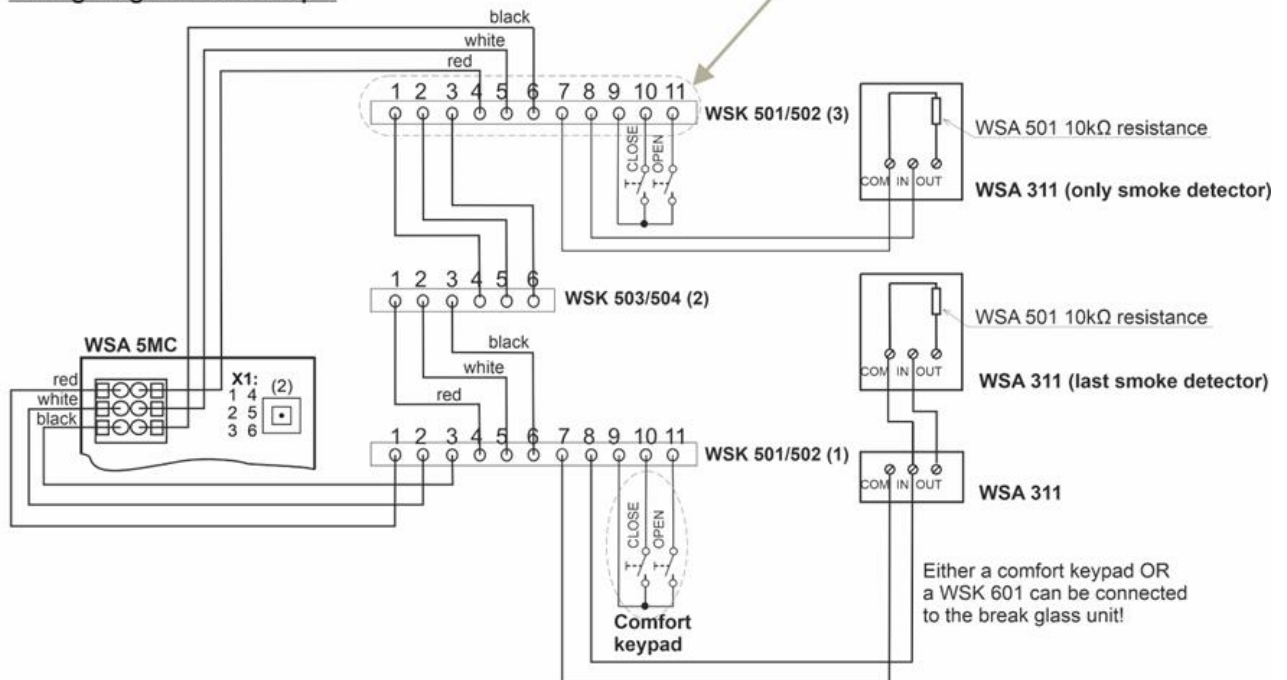 black
white
red
1 2 3 4 5 6 7 8 9 10 11
WSK 501/502 (3)
CLOSE
OPEN
WSA 501 10kΩ resistance
COM IN OUT
WSA 311 (only smoke detector)
1 2 3 4 5 6
WSK 503/504 (2)
WSA 501 10kΩ resistance
COM IN OUT
WSA 311 (last smoke detector)
black
white
red
WSA 5MC
red
white
black
X1:
(2)
1 4
2 5
3 6
1 2 3 4 5 6 7 8 9 10 11
WSK 501/502 (1)
COM IN OUT
WSA 311
CLOSE
OPEN
Comfort
keypad
Either a comfort keypad OR
a WSK 601 can be connected
to the break glass unit!